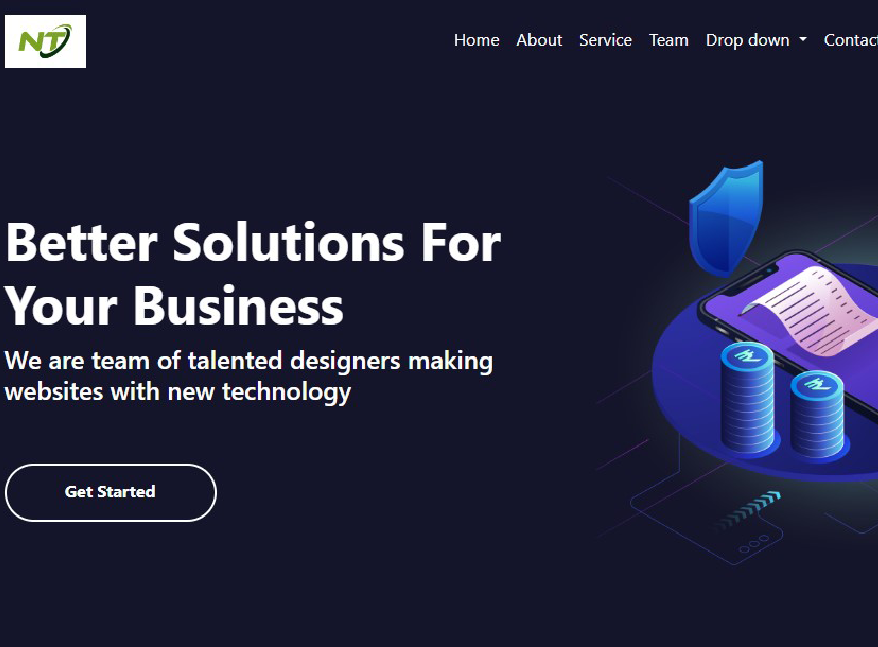 NT
Home About Service Team Drop down Contact
Better Solutions For
Your Business
We are team of talented designers making
websites with new technology
Get Started